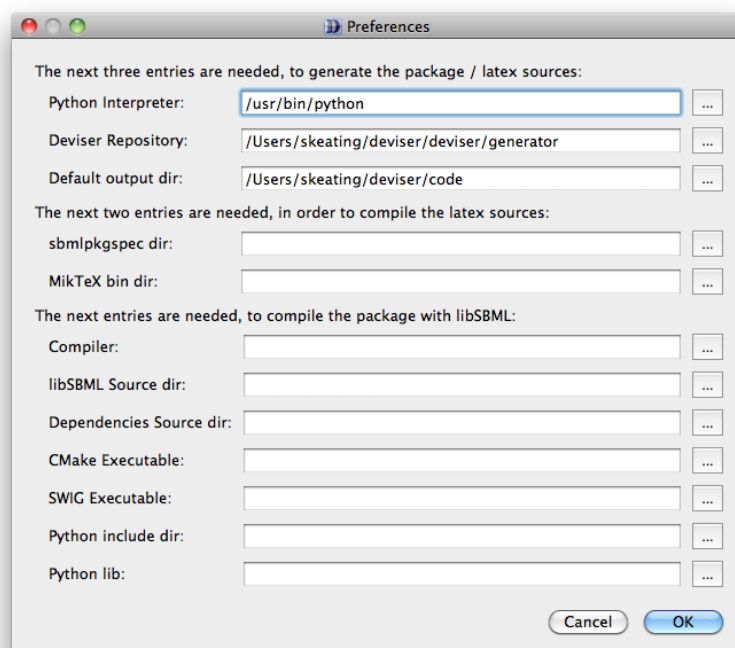 Preferences
The next three entries are needed, to generate the package / latex sources:
Python Interpreter: /usr/bin/python ...
Deviser Repository: /Users/skeating/deviser/deviser/generator ...
Default output dir: /Users/skeating/deviser/code ...
The next two entries are needed, in order to compile the latex sources:
sbmlpkgspec dir: ...
MikTeX bin dir: ...
The next entries are needed, to compile the package with libSBML:
Compiler: ...
libSBML Source dir: ...
Dependencies Source dir: ...
CMake Executable: ...
SWIG Executable: ...
Python include dir: ...
Python lib: ...
Cancel OK